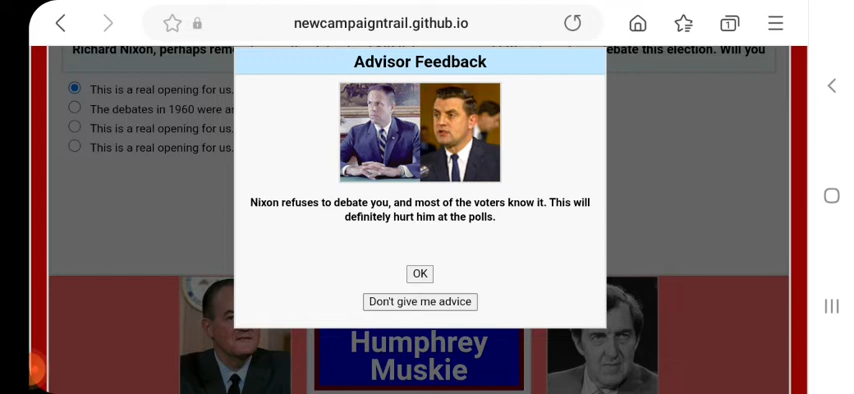 newcampaigntrail.github.io
1
Richard Nixon, perhaps
ebate this election. Will you
Advisor Feedback
This is a real opening for us.
The debates in 1960 were
This is a real opening for us.
This is a real opening for us.
Nixon refuses to debate you, and most of the voters know it. This will
definitely hurt him at the polls.
OK
Don't give me advice
Humphrey
Muskie